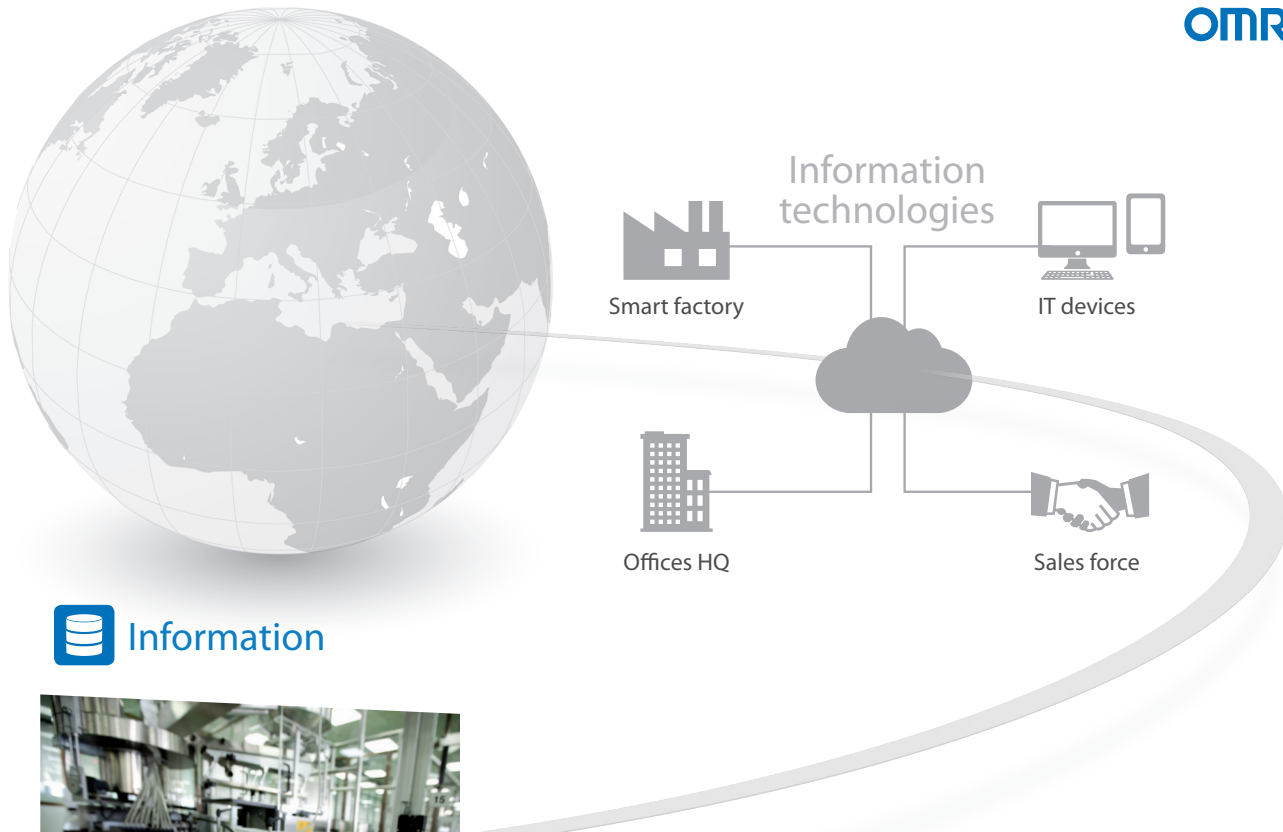 OMR
Information
technologies
Smart factory
IT devices
Offices HQ
Sales force
Information
15